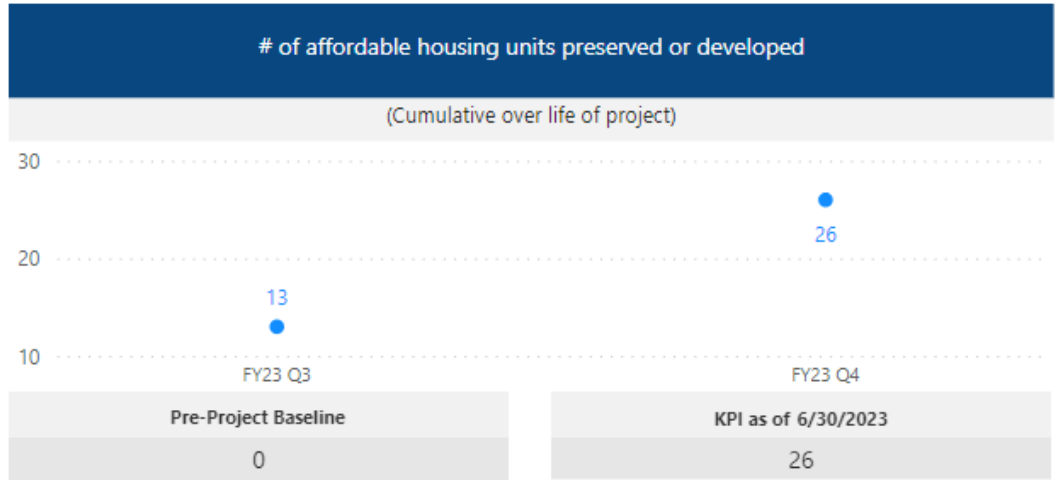 # of affordable housing units preserved or developed
(Cumulative over life of project)
30
26
20
13
10
FY23 Q3 FY23 Q4
Pre-Project Baseline KPI as of 6/30/2023
0 26